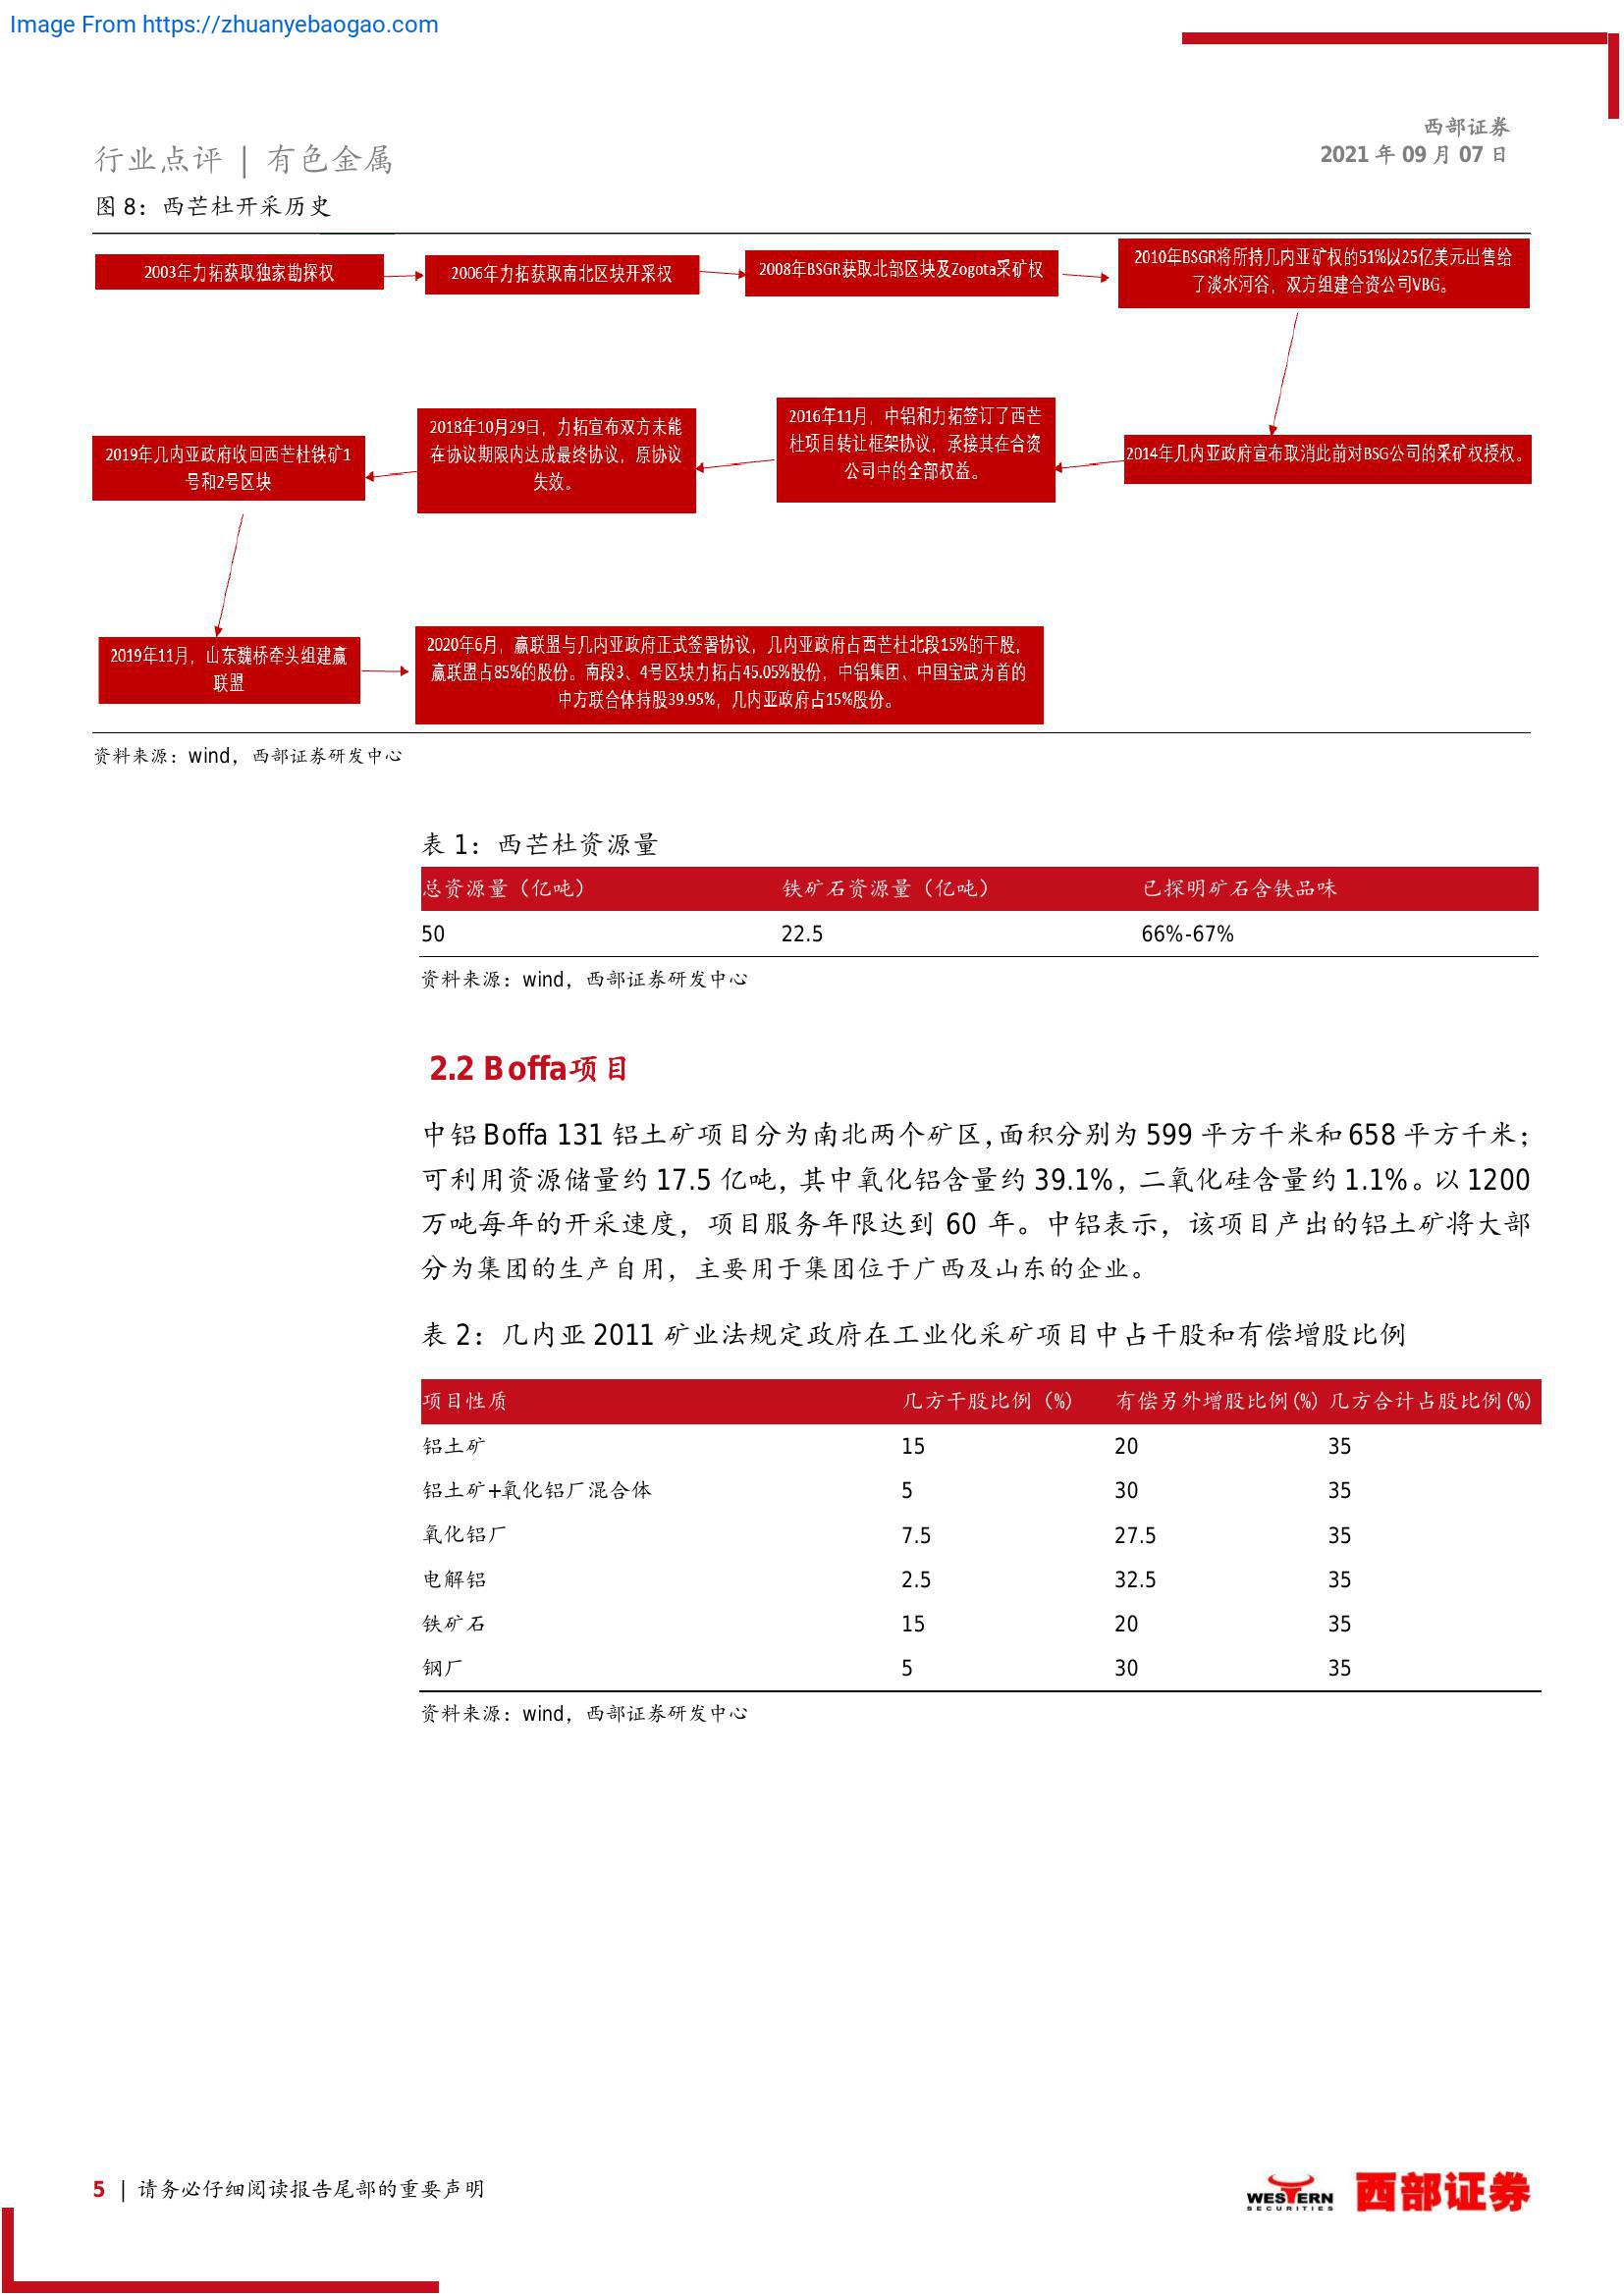 Image From https://zhuanyebaogao.com
西部证券
2021 年 09 月 07 日
行业点评 | 有色金属
图 8：西芒杜开采历史
2003年力拓获取独家勘探权
2006年力拓获取南北区块开采权
2008年BSGR获取北部区块及Zogota采矿权
2010年BSGR将所持几内亚矿权的51%以25亿美元出售给
了淡水河谷，双方组建合资公司VBG。
2014年几内亚政府宣布取消此前对BSG公司的采矿权授权。
2016年11月，中铝和力拓签订了西芒
杜项目转让框架协议，承接其在合资
公司中的全部权益。
2018年10月29日，力拓宣布双方未能
在协议期限内达成最终协议，原协议
失效。
2019年几内亚政府收回西芒杜铁矿1
号和2号区块
2019年11月，山东魏桥牵头组建赢
联盟
2020年6月，赢联盟与几内亚政府正式签署协议，几内亚政府占西芒杜北段15%的干股，
赢联盟占85%的股份。南段3、4号区块力拓占45.05%股份，中铝集团、中国宝武为首的
中方联合体持股39.95%，几内亚政府占15%股份。
资料来源：wind，西部证券研发中心
表 1：西芒杜资源量
总资源量（亿吨） 铁矿石资源量（亿吨） 已探明矿石含铁品味
50 22.5 66%-67%
资料来源：wind，西部证券研发中心
2.2 Boffa项目
中铝 Boffa 131 铝土矿项目分为南北两个矿区，面积分别为 599 平方千米和 658 平方千米；
可利用资源储量约 17.5 亿吨，其中氧化铝含量约 39.1%，二氧化硅含量约 1.1%。以 1200
万吨每年的开采速度，项目服务年限达到 60 年。中铝表示，该项目产出的铝土矿将大部
分为集团的生产自用，主要用于集团位于广西及山东的企业。
表 2：几内亚 2011 矿业法规定政府在工业化采矿项目中占干股和有偿增股比例
项目性质 几方干股比例（%） 有偿另外增股比例(%) 几方合计占股比例(%)
铝土矿 15 20 35
铝土矿+氧化铝厂混合体 5 30 35
氧化铝厂 7.5 27.5 35
电解铝 2.5 32.5 35
铁矿石 15 20 35
钢厂 5 30 35
资料来源：wind，西部证券研发中心
5 | 请务必仔细阅读报告尾部的重要声明
WESTERN
SECURITIES
西部证券